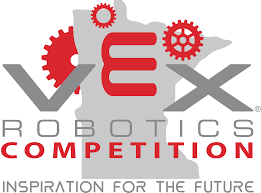 VEX®
ROBOTICS
COMPETITION
INSPIRATION FOR THE FUTURE